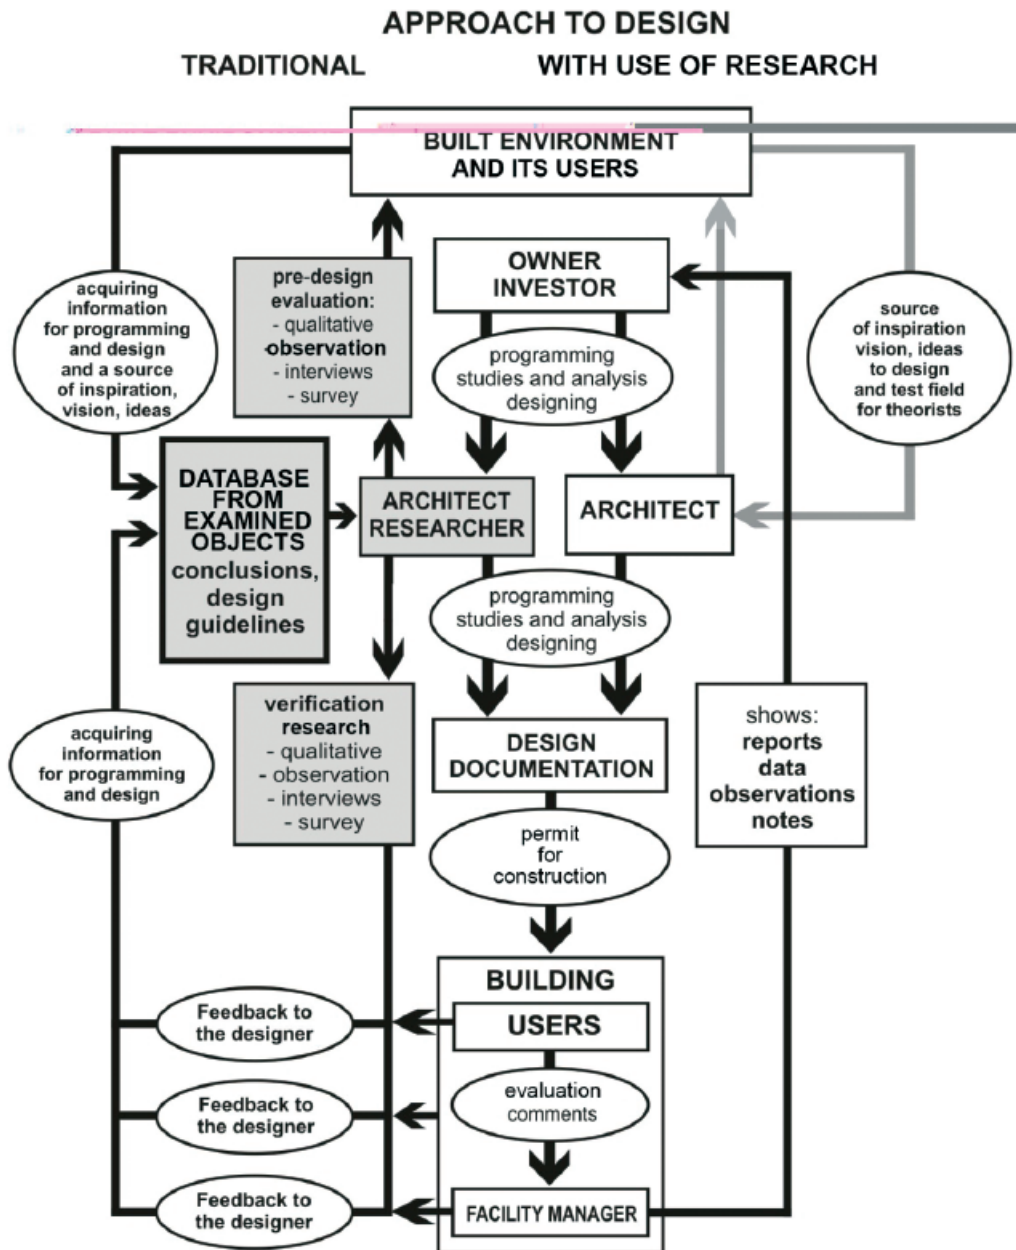 APPROACH TO DESIGN
TRADITIONAL
WITH USE OF RESEARCH
BUILT ENVIRONMENT
AND ITS USERS
acquiring
information
for programming
and design
and a source
of inspiration,
vision, ideas
pre-design
evaluation:
- qualitative
-observation
- interviews
- survey
OWNER
INVESTOR
programming
studies and analysis
designing
source
of inspiration
vision, ideas
to design
and test field
for theorists
DATABASE
FROM
EXAMINED
OBJECTS
conclusions,
design
guidelines
ARCHITECT
RESEARCHER
ARCHITECT
programming
studies and analysis
designing
acquiring
information
for programming
and design
verification
research
- qualitative
- observation
- interviews
- survey
DESIGN
DOCUMENTATION
shows:
reports
data
observations
notes
permit
for
construction
BUILDING
USERS
Feedback to
the designer
evaluation
comments
Feedback to
the designer
Feedback to
the designer
FACILITY MANAGER